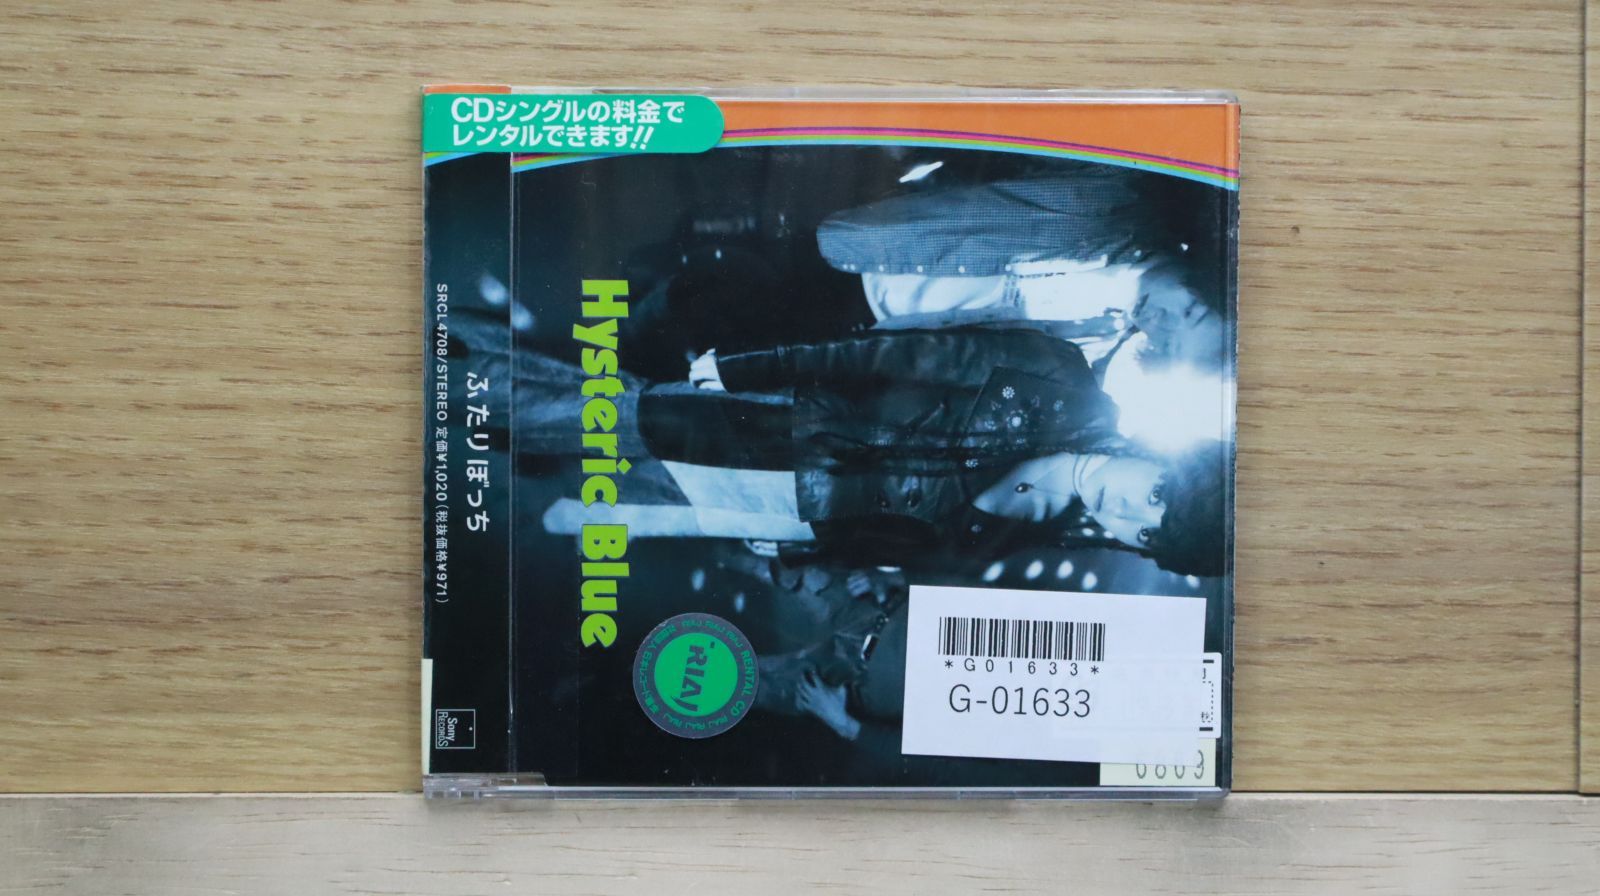 CDシングルの料金で
レンタルできます!!
Hysteric Blue
ふたりぼっち
SRCL 4708/STEREO 定価¥1,020(税抜価格¥971)
Sony
RECORDS
RENTAL CD
RIAJ
*G01633*
G-01633